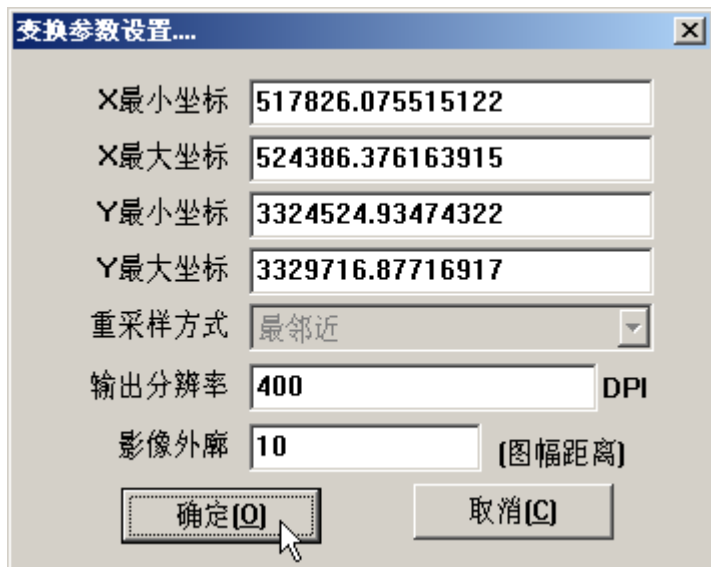 变换参数设置....
X最小坐标 517826.075515122
X最大坐标 524386.376163915
Y最小坐标 3324524.93474322
Y最大坐标 3329716.87716917
重采样方式 最邻近
输出分辨率 400 DPI
影像外廓 10 (图幅距离)
确定(O) 取消(C)